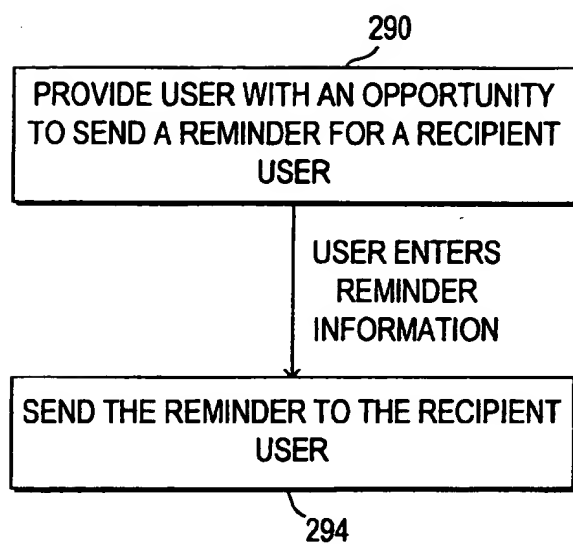 290
PROVIDE USER WITH AN OPPORTUNITY
TO SEND A REMINDER FOR A RECIPIENT
USER
USER ENTERS
REMINDER
INFORMATION
SEND THE REMINDER TO THE RECIPIENT
USER
294